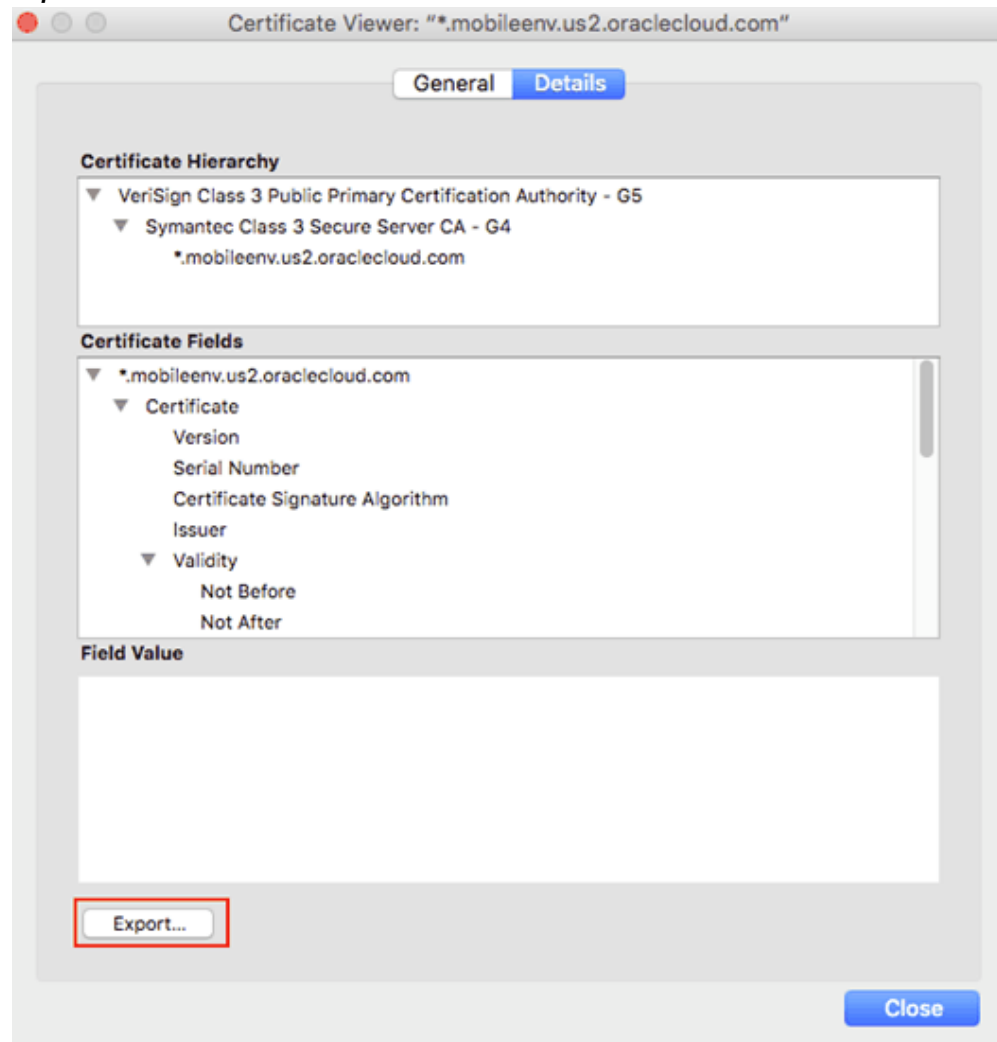 Certificate Viewer: “*.mobileenv.us2.oraclecloud.com”
General Details
Certificate Hierarchy
VeriSign Class 3 Public Primary Certification Authority - G5
Symantec Class 3 Secure Server CA - G4
*.mobileenv.us2.oraclecloud.com
Certificate Fields
*.mobileenv.us2.oraclecloud.com
Certificate
Version
Serial Number
Certificate Signature Algorithm
Issuer
Validity
Not Before
Not After
Field Value
Export...
Close